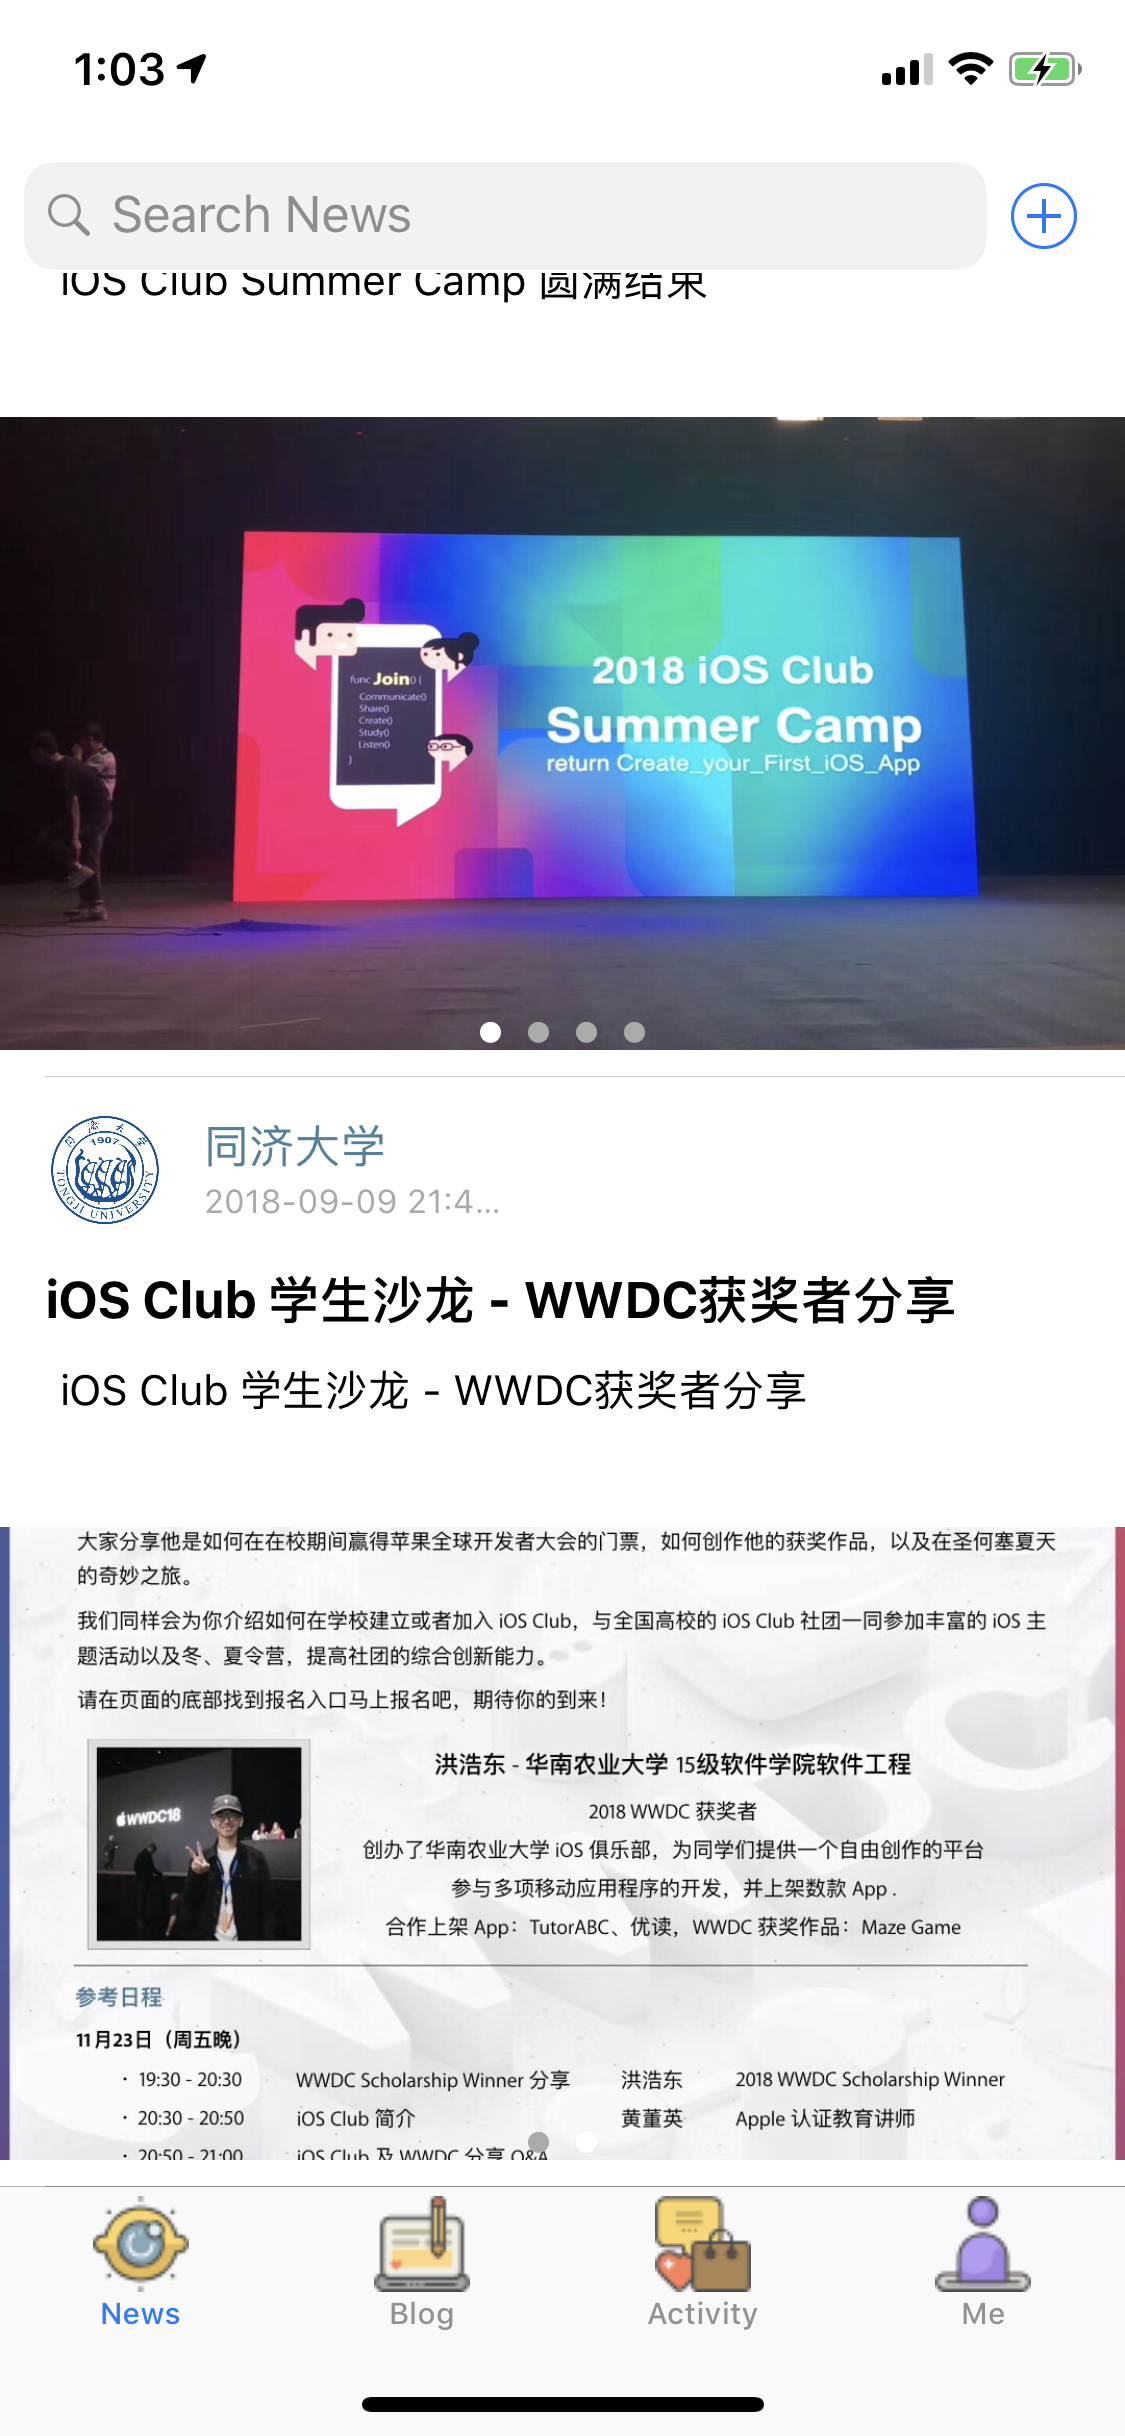 1:03
Search News
iOS Club Summer Camp 圆满结束
2018 iOS Club
Summer Camp
return Create_your_First_iOS_App
func Join() {
Communicate()
Share()
Create()
Study()
Listen()
}
同济大学
1907
TONGJI UNIVERSITY
同济大学
2018-09-09 21:4...
iOS Club 学生沙龙 - WWDC获奖者分享
iOS Club 学生沙龙 - WWDC获奖者分享
大家分享他是如何在在校期间赢得苹果全球开发者大会的门票，如何创作他的获奖作品，以及在圣何塞夏天
的奇妙之旅。
我们同样会为你介绍如何在学校建立或者加入 iOS Club，与全国高校的 iOS Club 社团一同参加丰富的 iOS 主
题活动以及冬、夏令营，提高社团的综合创新能力。
请在页面的底部找到报名入口马上报名吧，期待你的到来！
WWDC18
洪浩东 - 华南农业大学 15级软件学院软件工程
2018 WWDC 获奖者
创办了华南农业大学 iOS 俱乐部，为同学们提供一个自由创作的平台
参与多项移动应用程序的开发，并上架数款 App .
合作上架 App：TutorABC、优读，WWDC 获奖作品：Maze Game
参考日程
11月23日（周五晚）
· 19:30 - 20:30 WWDC Scholarship Winner 分享 洪浩东 2018 WWDC Scholarship Winner
· 20:30 - 20:50 iOS Club 简介 黄董英 Apple 认证教育讲师
· 20:50 - 21:00 iOS Club 及 WWDC 分享 Q&A
News Blog Activity Me